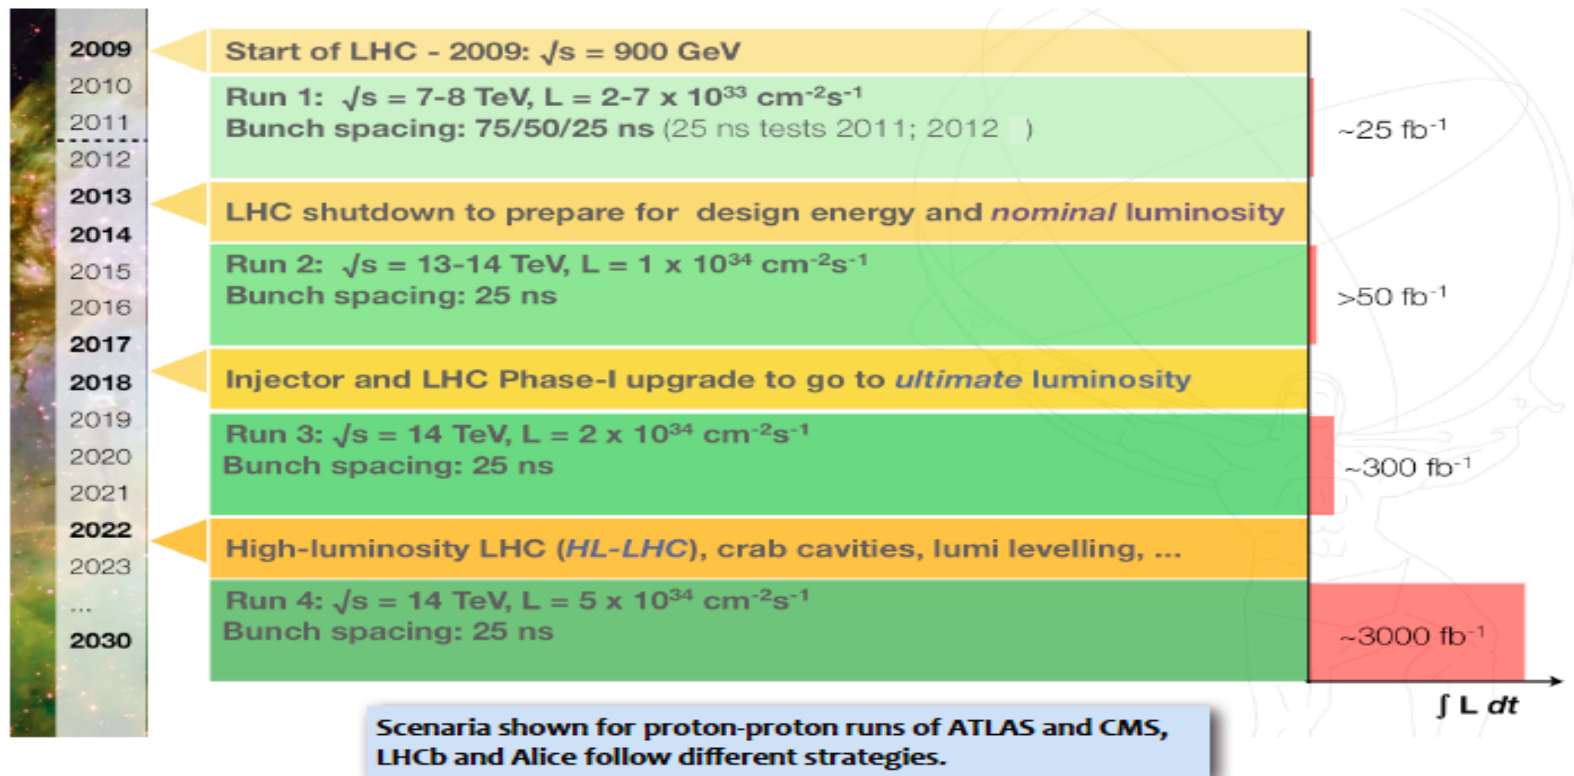 2009
2010
2011
2012
2013
2014
2015
2016
2017
2018
2019
2020
2021
2022
2023
...
2030
Start of LHC - 2009: √s = 900 GeV
Run 1: √s = 7-8 TeV, L = 2-7 x 10³³ cm⁻²s⁻¹
Bunch spacing: 75/50/25 ns (25 ns tests 2011; 2012 )
~25 fb⁻¹
LHC shutdown to prepare for design energy and nominal luminosity
Run 2: √s = 13-14 TeV, L = 1 x 10³⁴ cm⁻²s⁻¹
Bunch spacing: 25 ns
>50 fb⁻¹
Injector and LHC Phase-I upgrade to go to ultimate luminosity
Run 3: √s = 14 TeV, L = 2 x 10³⁴ cm⁻²s⁻¹
Bunch spacing: 25 ns
~300 fb⁻¹
High-luminosity LHC (HL-LHC), crab cavities, lumi levelling, ...
Run 4: √s = 14 TeV, L = 5 x 10³⁴ cm⁻²s⁻¹
Bunch spacing: 25 ns
~3000 fb⁻¹
∫ L dt
Scenaria shown for proton-proton runs of ATLAS and CMS,
LHCb and Alice follow different strategies.